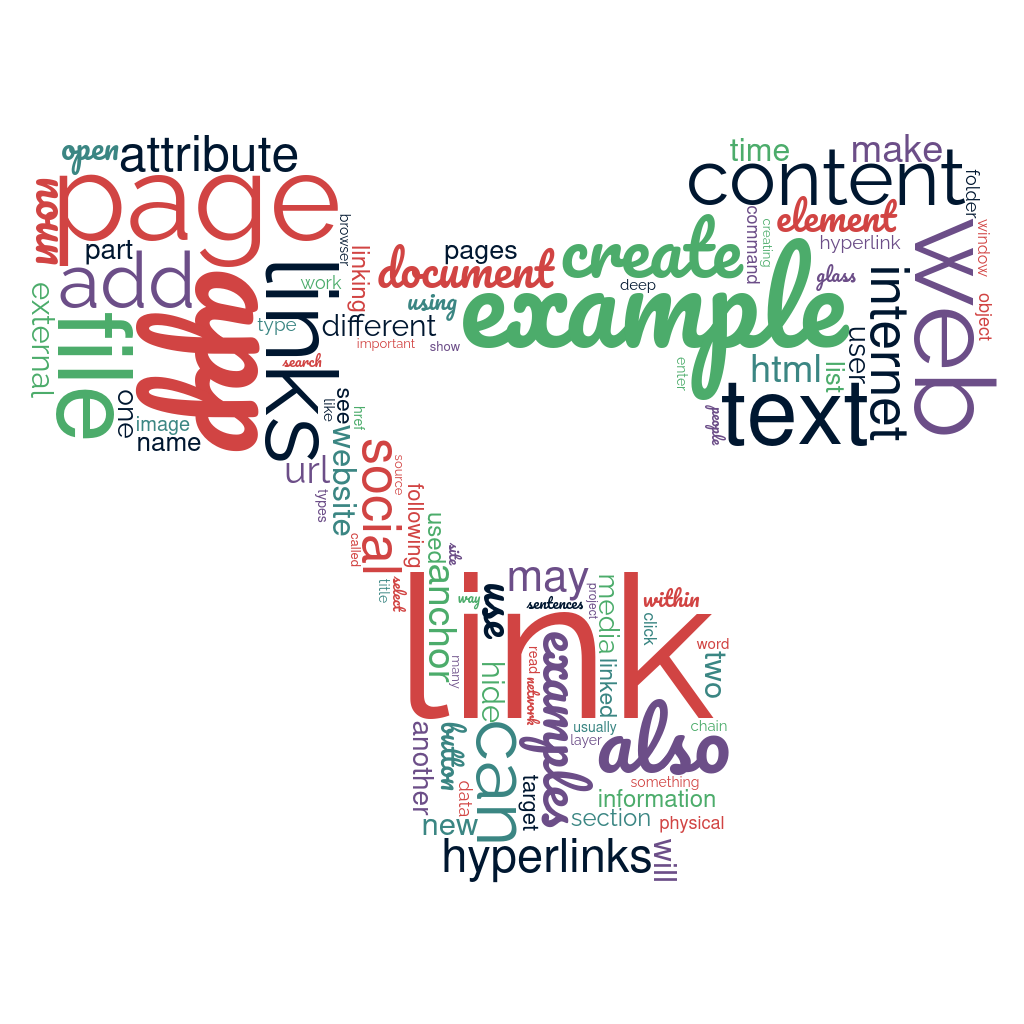 open
attribute
time
make
content
folder
noun
page
browser
command
creating
element
hyperlink
window
web
part
add
linking
pages
document
create
deep
glass
internet
object
external
file
app
links
work
using
example
type
different
important
show
search
user
enter
html
list
one
image
name
see
like
href
people
text
url
website
social
source
types
following
called
used
site
title
select
anchor
way
link
use
may
sentences
project
media
within
click
word
two
many
hide
read
network
examples
linked
usually
layer
also
chain
another
button
can
target
something
information
data
new
section
physical
hyperlinks
will